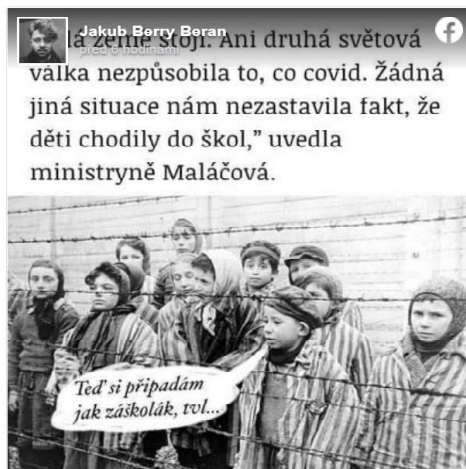 Jakub Berry Beran
před 6 hodinami
stojí. Ani druhá světová
válka nezpůsobila to, co covid. Žádná
jiná situace nám nezastavila fakt, že
děti chodily do škol,” uvedla
ministryně Maláčová.
Teď si připadám
jak záškolák, tvl...